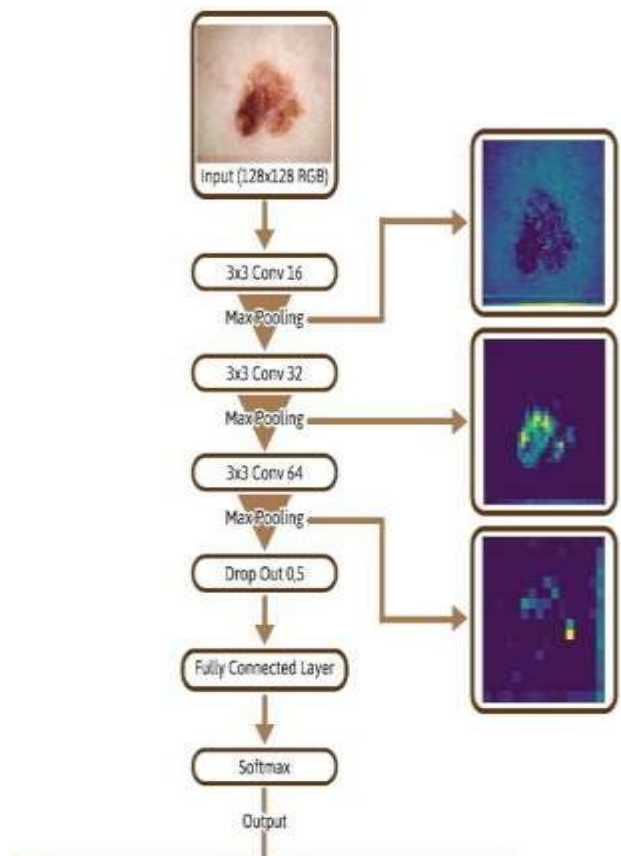 Input (128x128 RGB)
3x3 Conv 16
Max Pooling
3x3 Conv 32
Max Pooling
3x3 Conv 64
Max Pooling
Drop Out 0,5
Fully Connected Layer
Softmax
Output